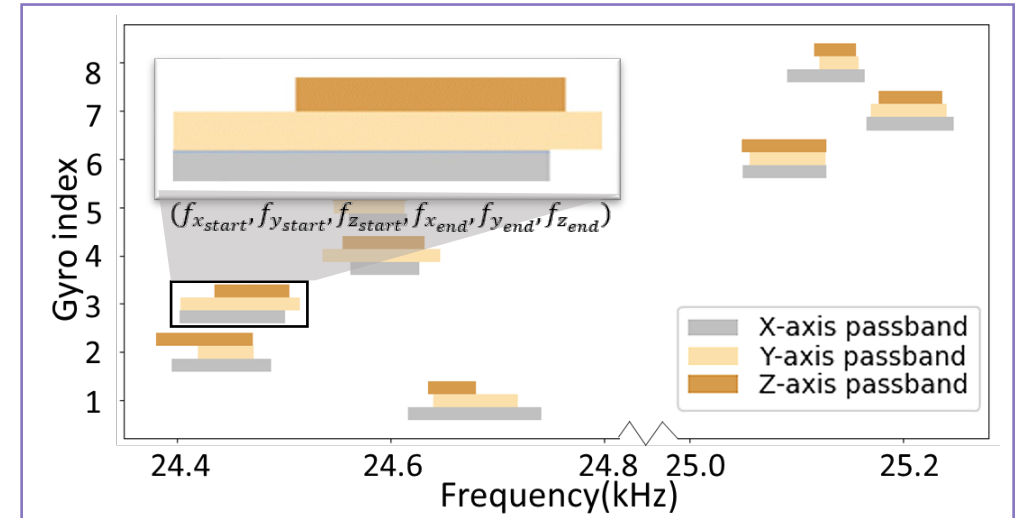 8
7
6
5
4
3
2
1
Gyro index
(f_{x_{start}}, f_{y_{start}}, f_{z_{start}}, f_{x_{end}}, f_{y_{end}}, f_{z_{end}})
X-axis passband
Y-axis passband
Z-axis passband
24.4 24.6 24.8 25.0 25.2
Frequency(kHz)